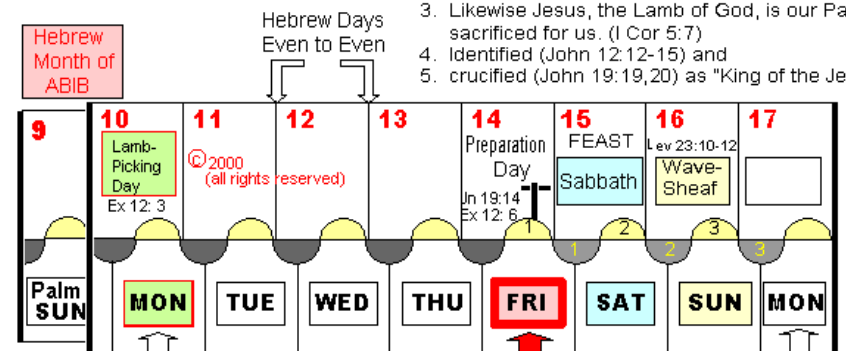 Hebrew Days
Even to Even
3. Likewise Jesus, the Lamb of God, is our Pa
sacrificed for us. (I Cor 5:7)
4. Identified (John 12:12-15) and
5. crucified (John 19:19,20) as "King of the Je
Hebrew
Month of
ABIB
9
10
11
12
13
14
15
16
17
Lamb-
Picking
Day
Ex 12: 3
©2000
(all rights reserved)
Preparation
Day
Jn 19:14
Ex 12: 6
FEAST
Sabbath
Lev 23:10-12
Wave-
Sheaf
1
2
3
1
2
3
Palm
SUN
MON
TUE
WED
THU
FRI
SAT
SUN
MON